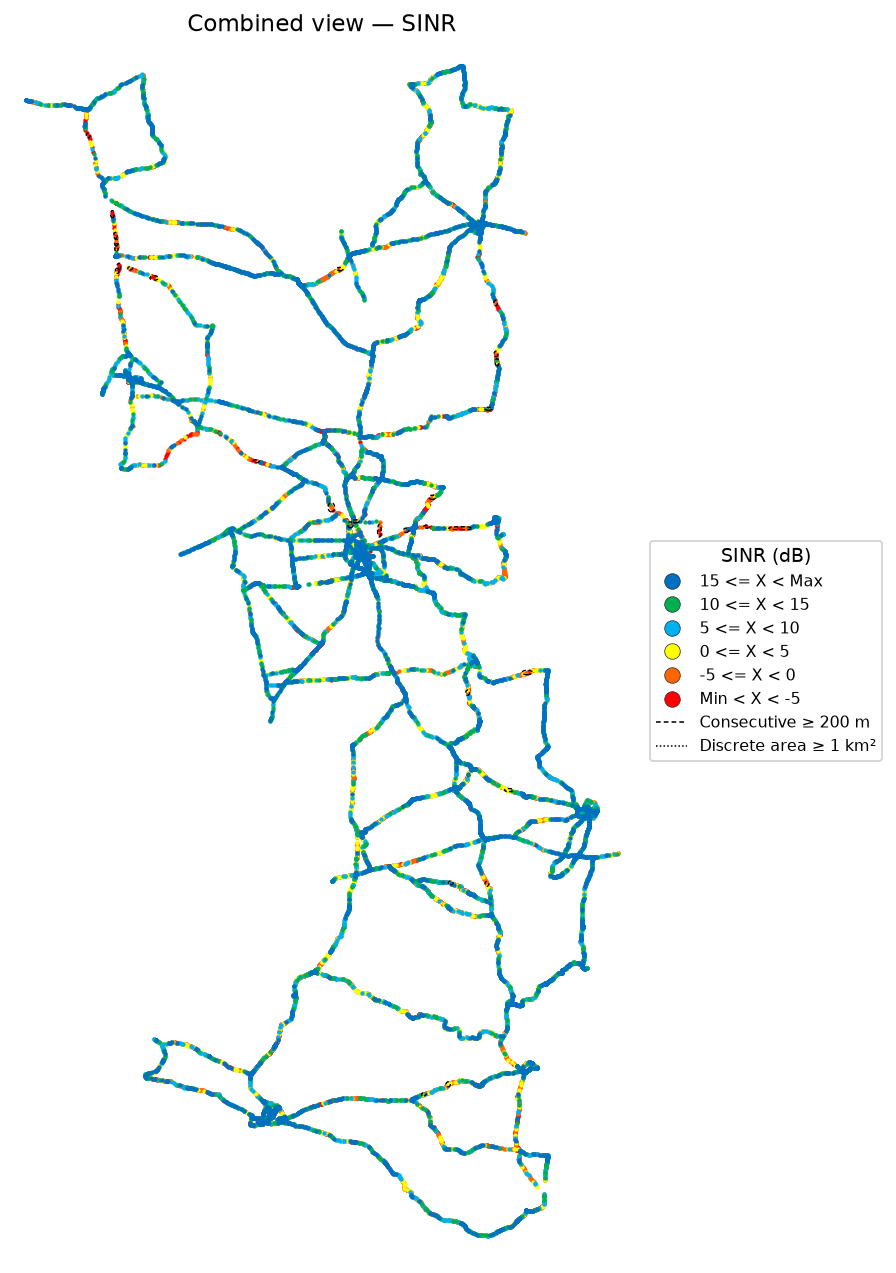 Combined view — SINR
SINR (dB)
15 <= X < Max
10 <= X < 15
5 <= X < 10
0 <= X < 5
-5 <= X < 0
Min < X < -5
Consecutive ≥ 200 m
Discrete area ≥ 1 km²